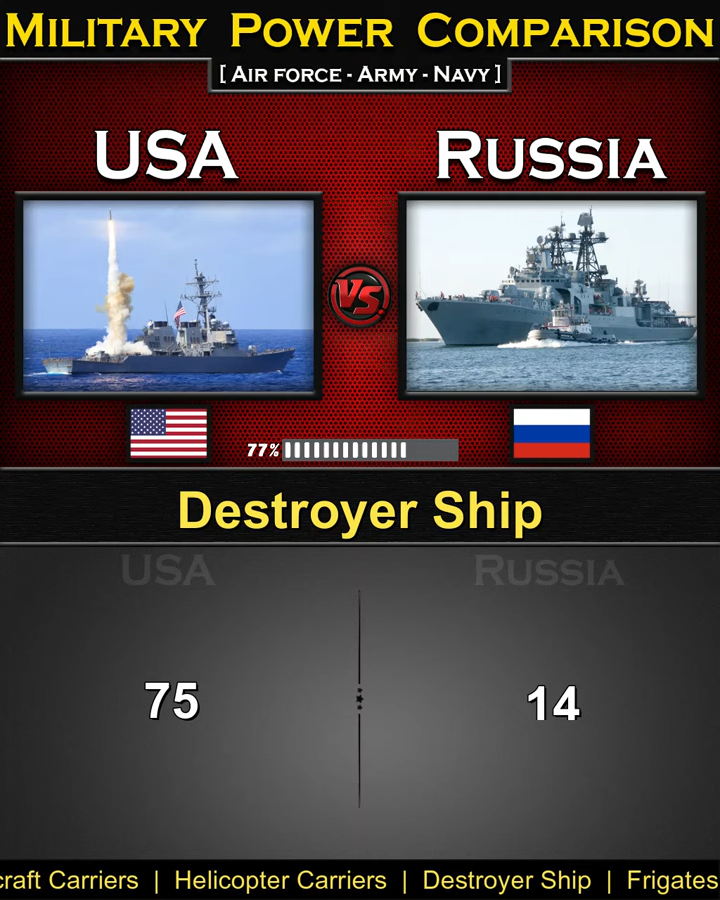 Military Power Comparison
[ Air force - Army - Navy ]
USA
Russia
VS.
77%
Destroyer Ship
USA
Russia
75
14
craft Carriers | Helicopter Carriers | Destroyer Ship | Frigates